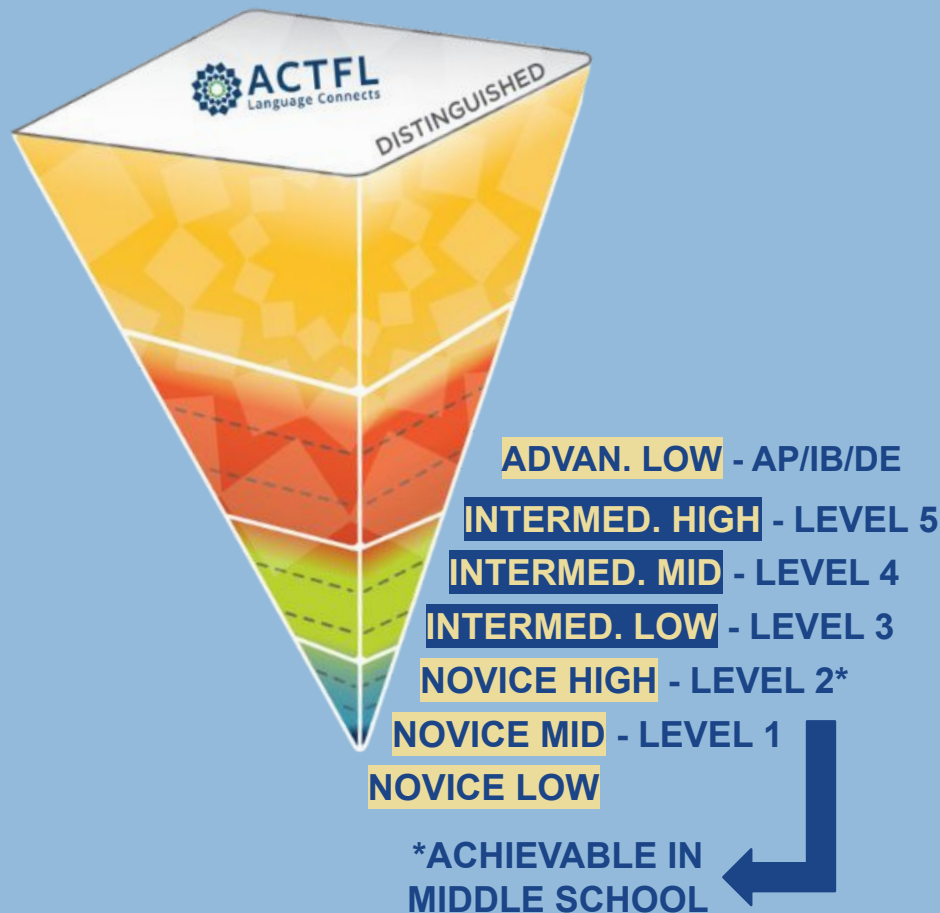 ACTFL
Language Connects
DISTINGUISHED
ADVAN. LOW - AP/IB/DE
INTERMED. HIGH - LEVEL 5
INTERMED. MID - LEVEL 4
INTERMED. LOW - LEVEL 3
NOVICE HIGH - LEVEL 2*
NOVICE MID - LEVEL 1
NOVICE LOW
*ACHIEVABLE IN
MIDDLE SCHOOL